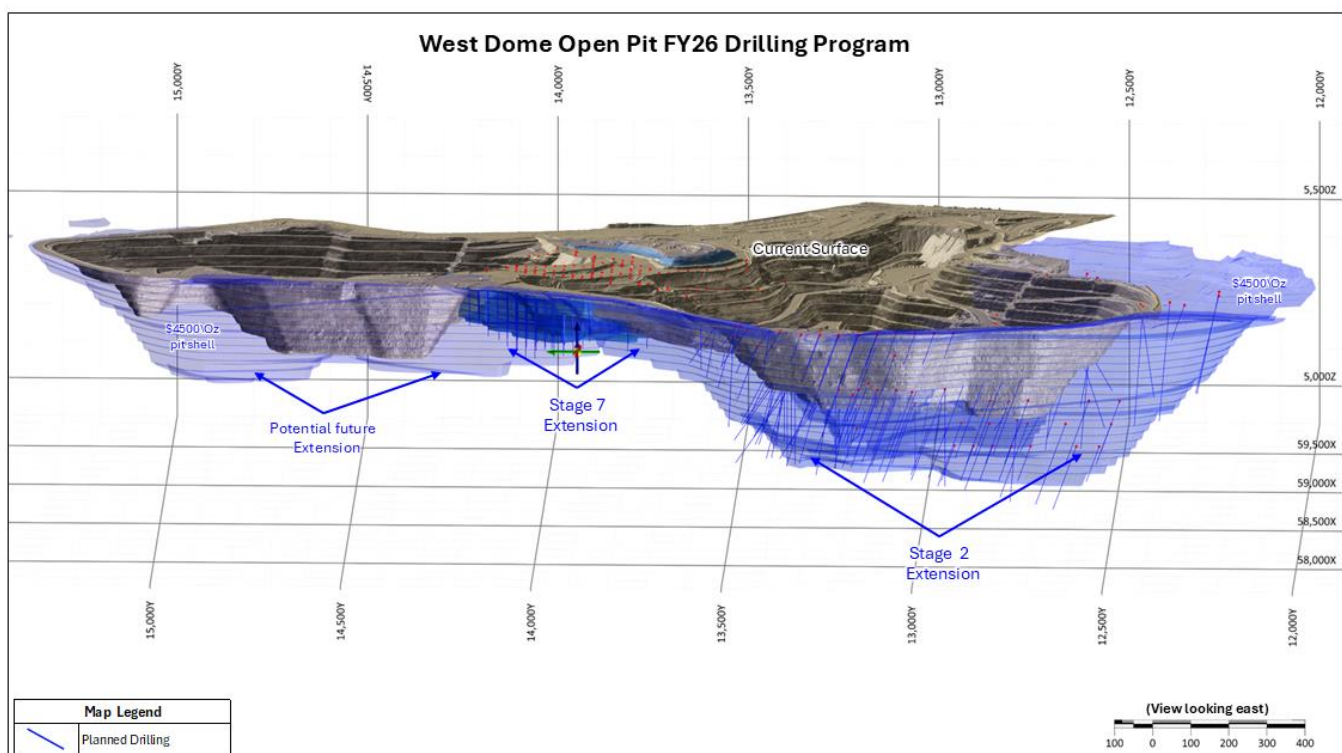 West Dome Open Pit FY26 Drilling Program
15,000Y
14,500Y
14,000Y
13,500Y
13,000Y
12,500Y
12,000Y
5,500Z
Current Surface
$4500\Oz
pit shell
$4500\Oz
pit shell
5,000Z
Stage 7
Extension
Potential future
Extension
59,500X
59,000X
58,500X
58,000X
Stage 2
Extension
15,000Y
14,500Y
14,000Y
13,500Y
13,000Y
12,500Y
12,000Y
Map Legend
Planned Drilling
(View looking east)
100 0 100 200 300 400